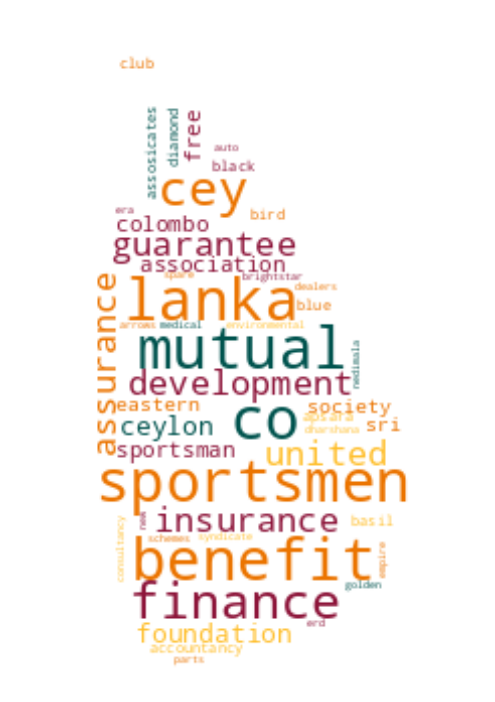 club
assosicates
diamond
free
auto
black
cey
era
bird
colombo
guarantee
association
spare
brightstar
assurance
lanka
dealers
blue
arrows medical environmental
mutual
nedimala
development
eastern
co
society
apsara
ceylon
dharshana
sri
sportsman
united
sportsmen
consultancy
new
insurance
basil
schemes
syndicate
benefit
empire
golden
finance
erd
foundation
accountancy
parts